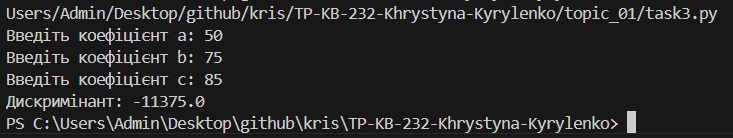 Users/Admin/Desktop/github/kris/TP-KB-232-Khrystyna-Kyrylenko/topic_01/task3.py
Введіть коефіцієнт a: 50
Введіть коефіцієнт b: 75
Введіть коефіцієнт c: 85
Дискримінант: -11375.0
PS C:\Users\Admin\Desktop\github\kris\TP-KB-232-Khrystyna-Kyrylenko>